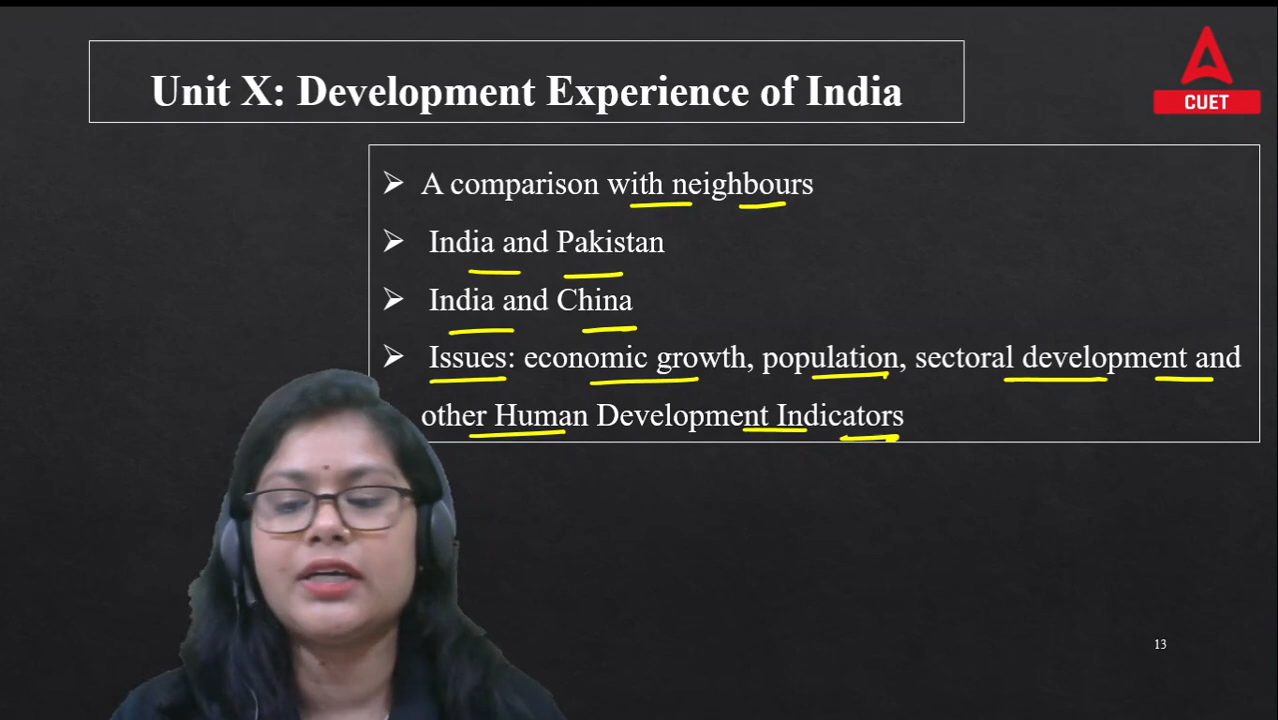 Unit X: Development Experience of India
CUET
➢ A comparison with neighbours
➢ India and Pakistan
➢ India and China
➢ Issues: economic growth, population, sectoral development and
other Human Development Indicators
13